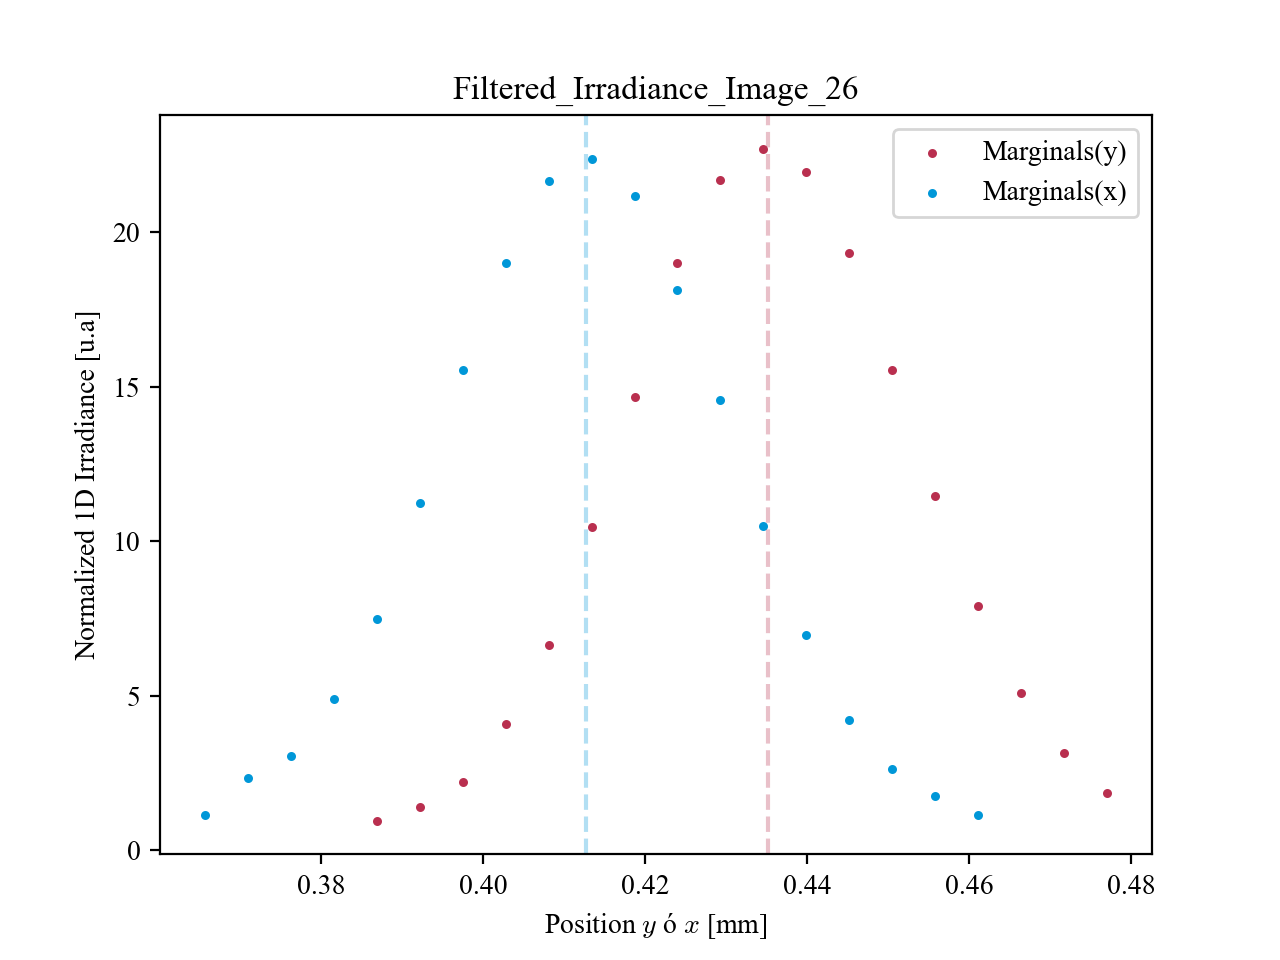 Filtered_Irradiance_Image_26
Marginals(y)
Marginals(x)
Normalized 1D Irradiance [u.a]
20
15
10
5
0
0.38 0.40 0.42 0.44 0.46 0.48
Position y ó x [mm]